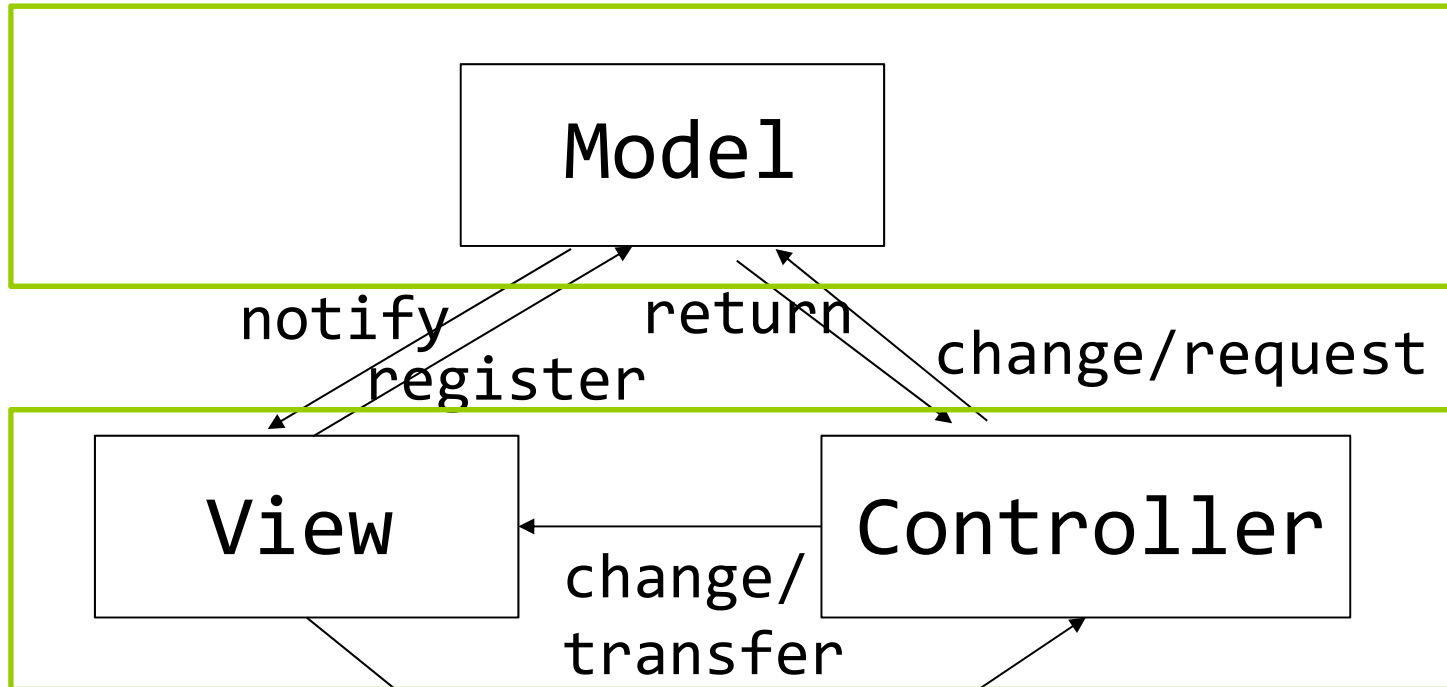 Model
notify
return
change/request
register
View
Controller
change/
transfer